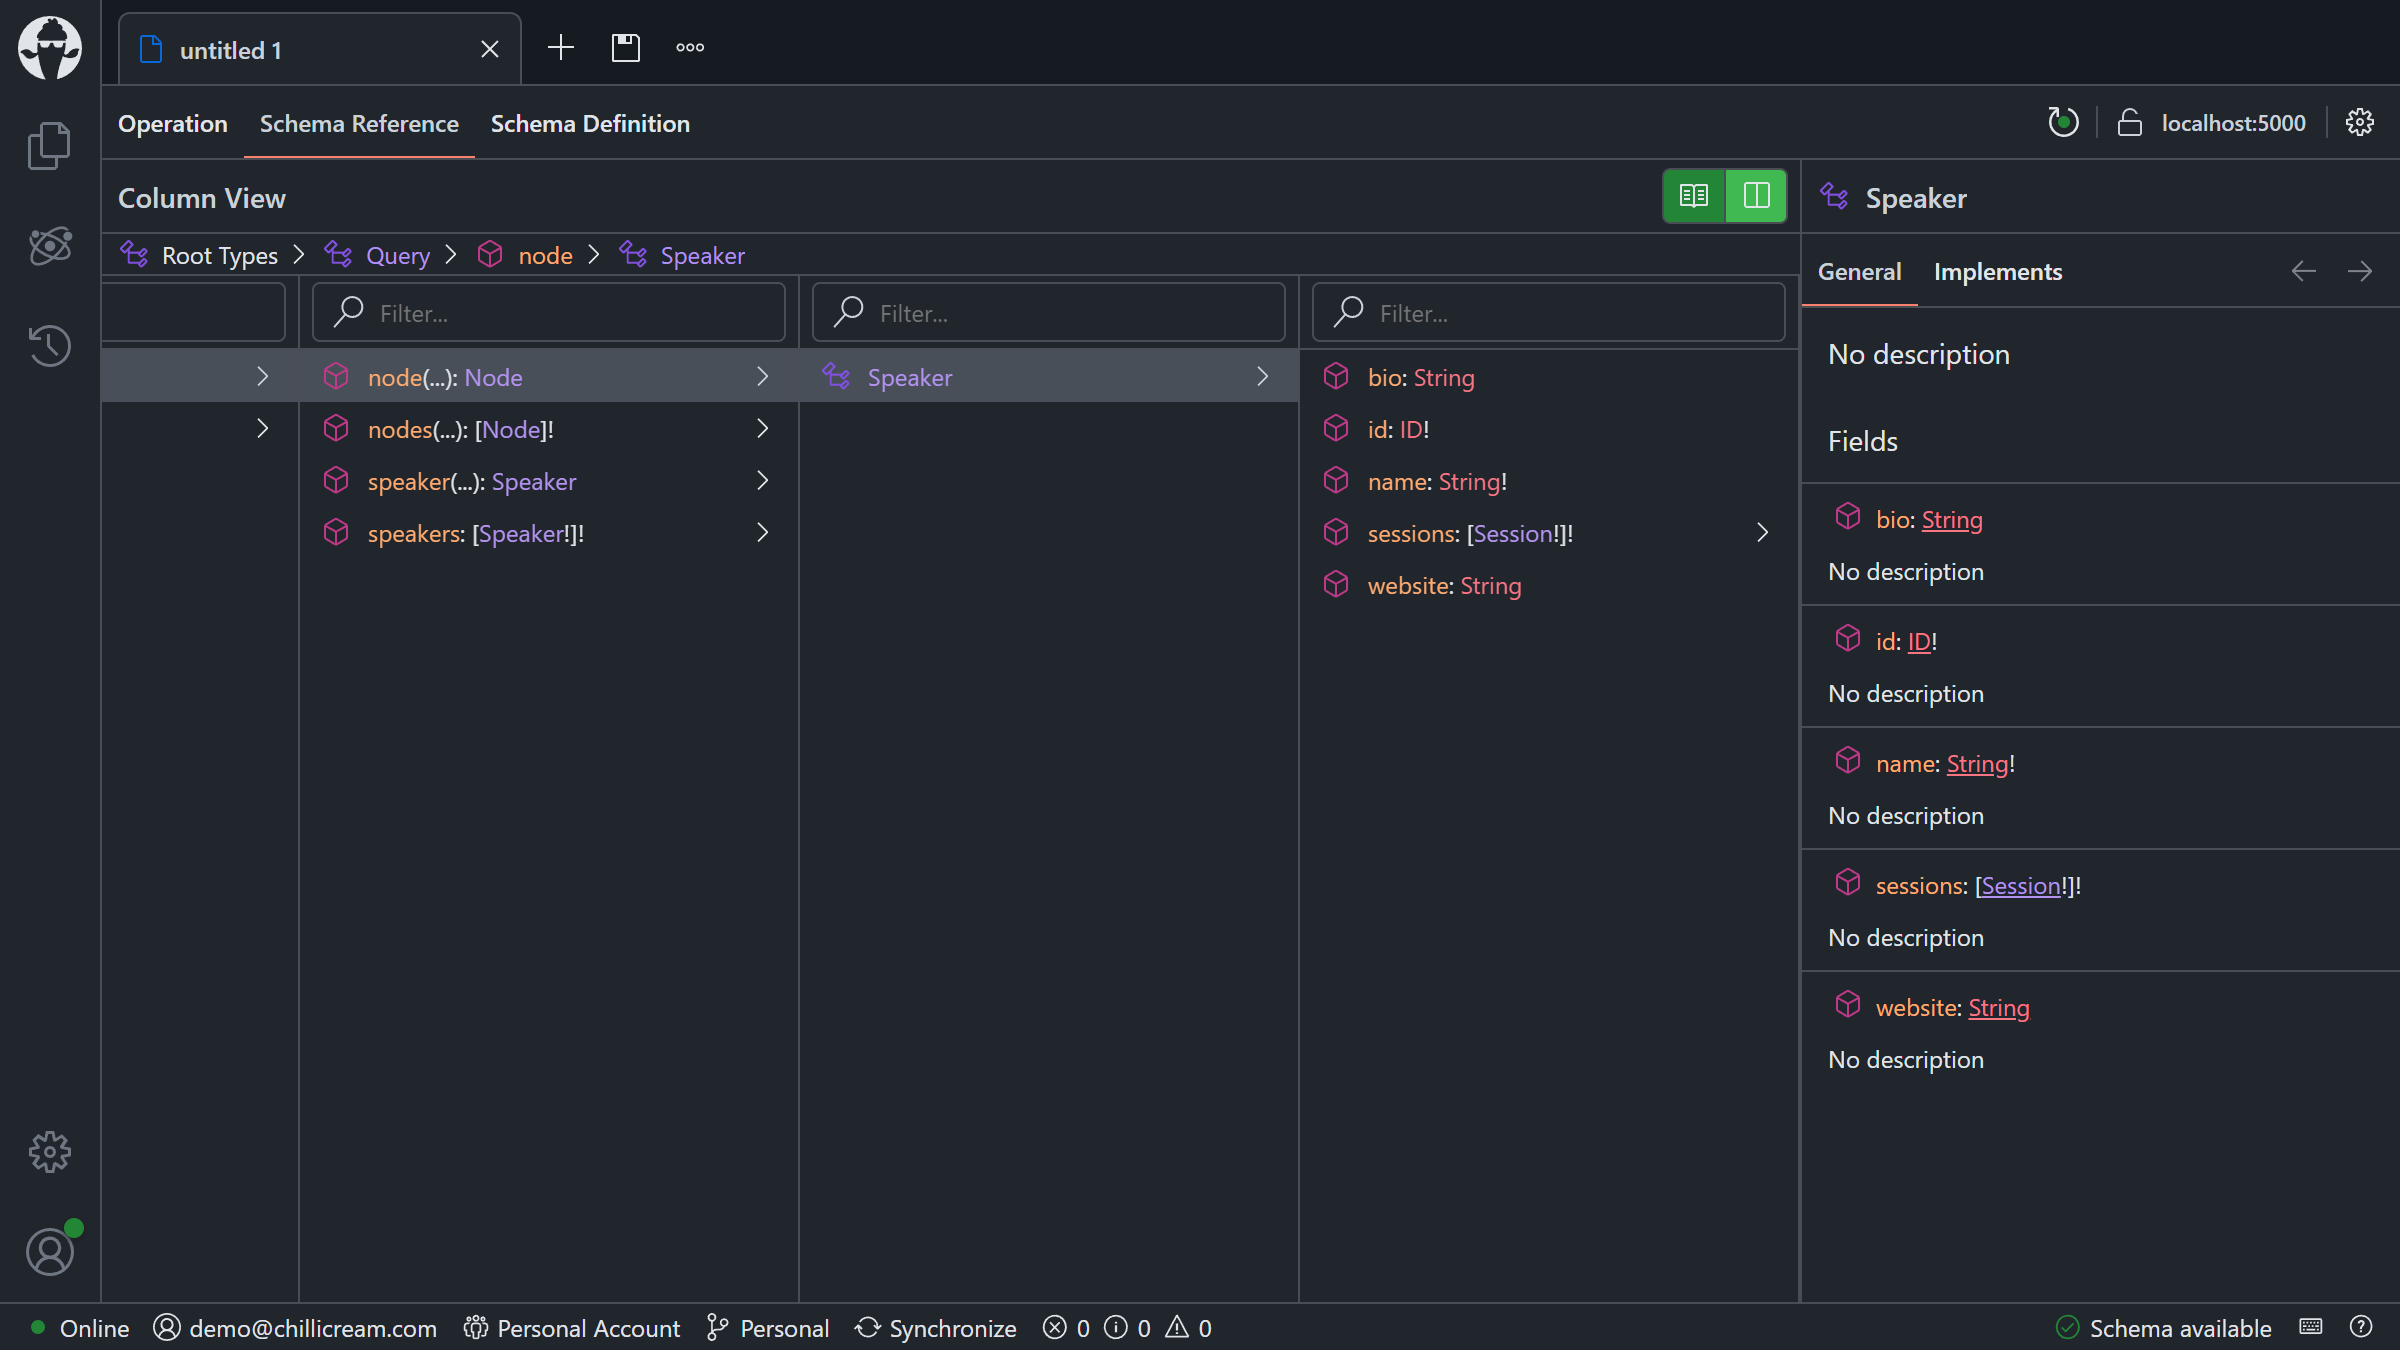 untitled 1
Operation
Schema Reference
Schema Definition
localhost:5000
Column View
Root Types
Query
node
Speaker
Filter...
Filter...
Filter...
node(...): Node
nodes(...): [Node]!
speaker(...): Speaker
speakers: [Speaker!]!
Speaker
bio: String
id: ID!
name: String!
sessions: [Session!]!
website: String
Speaker
General
Implements
No description
Fields
bio: String
No description
id: ID!
No description
name: String!
No description
sessions: [Session!]!
No description
website: String
No description
Online
demo@chillicream.com
Personal Account
Personal
Synchronize
0
0
0
Schema available